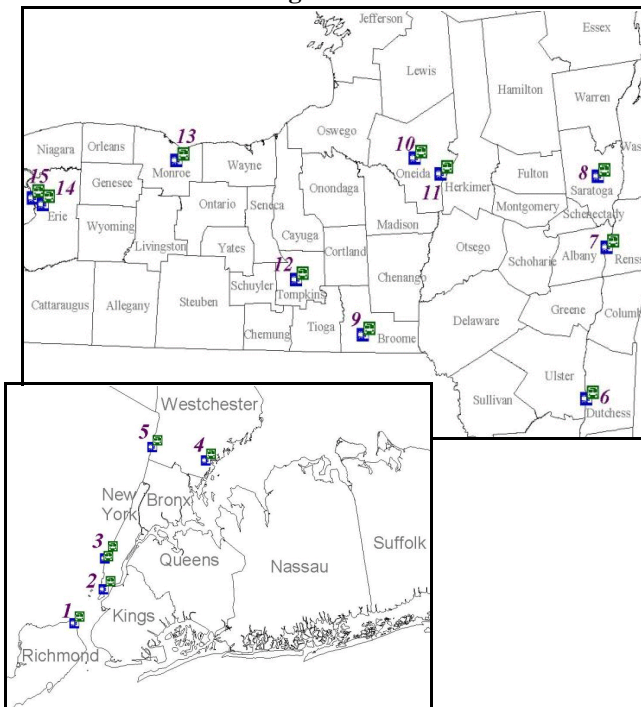 Jefferson
Essex
Lewis
Hamilton
Warren
Oswego
13
10
Niagara
Orleans
Monroe
Wayne
Oneida
8
15
14
Genesee
Onondaga
11
Herkimer
Fulton
Saratoga
Erie
Ontario
Seneca
Madison
Montgomery
Schenectady
Wyoming
Cayuga
7
Livingston
Yates
Cortland
Otsego
Schoharie
Albany
12
Chenango
Schuyler
Tompkins
Cattaraugus
Allegany
Steuben
9
Delaware
Greene
Chemung
Tioga
Broome
Ulster
Sullivan
6
Dutchess
Westchester
5
4
New
York
Bronx
3
Queens
Nassau
Suffolk
2
1
Kings
Richmond